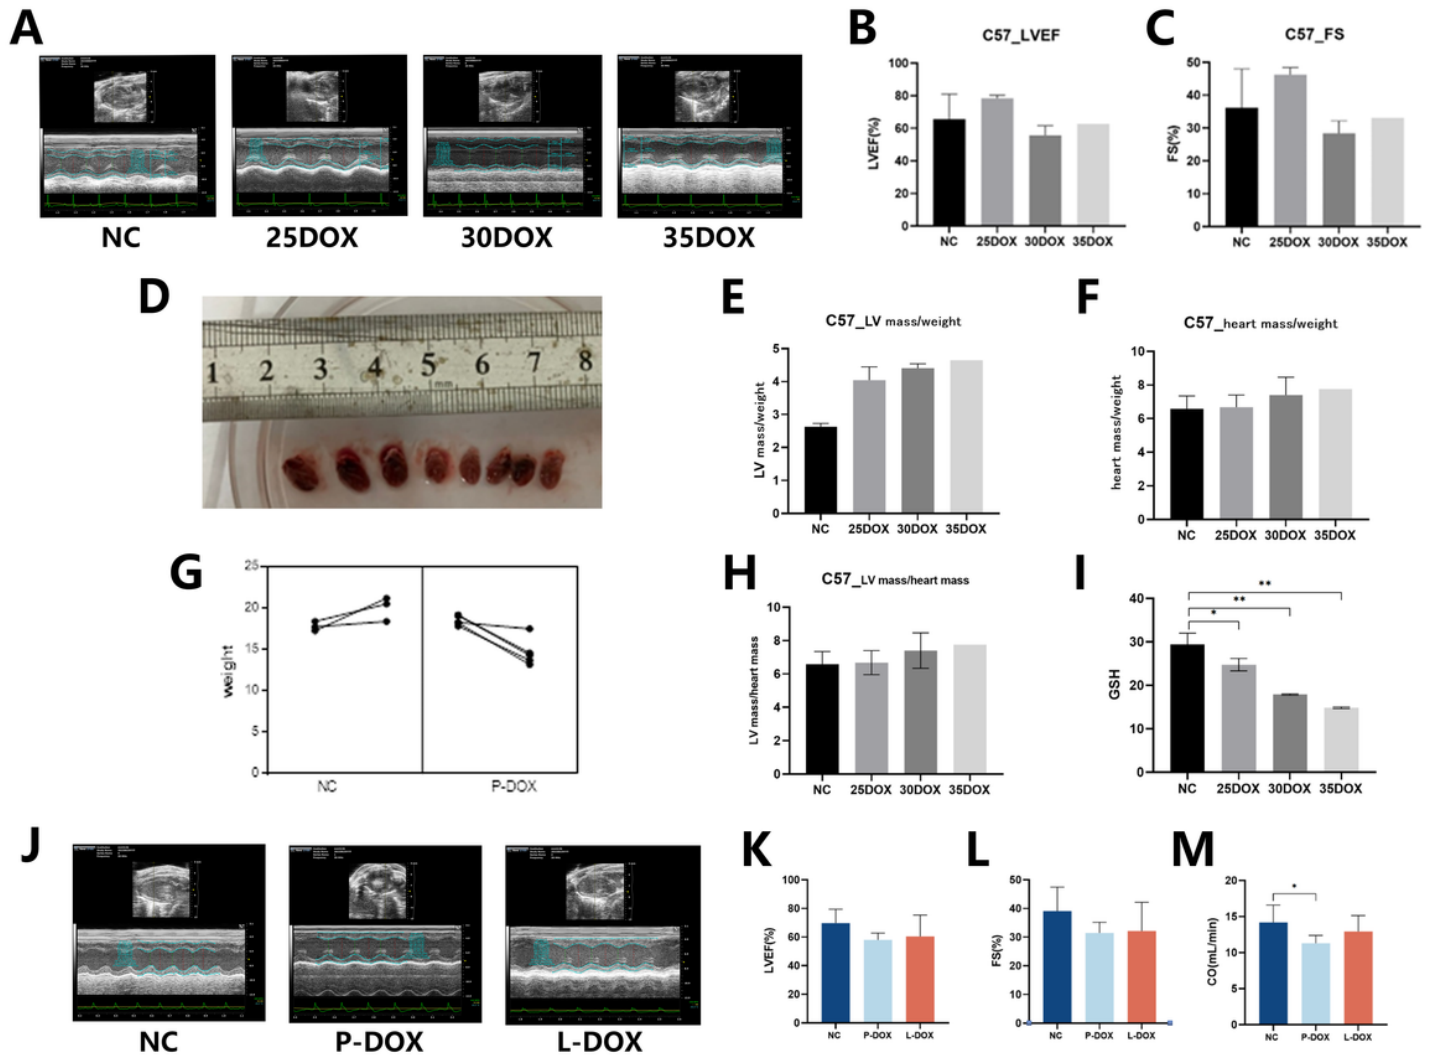 A
NC
25DOX
30DOX
35DOX
B
C57_LVEF
LVEF(%)
100
80
60
40
20
0
NC 25DOX 30DOX 35DOX
C
C57_FS
FS(%)
50
40
30
20
10
0
NC 25DOX 30DOX 35DOX
D
1 2 3 4 5 6 7 8
mm
E
C57_LV mass/weight
LV mass/weight
5
4
3
2
1
0
NC 25DOX 30DOX 35DOX
F
C57_heart mass/weight
heart mass/weight
10
8
6
4
2
0
NC 25DOX 30DOX 35DOX
G
weight
25
20
15
10
5
0
NC P-DOX
H
C57_LV mass/heart mass
LV mass/heart mass
10
8
6
4
2
0
NC 25DOX 30DOX 35DOX
I
GSH
40
30
20
10
0
**
**
*
NC 25DOX 30DOX 35DOX
J
NC
P-DOX
L-DOX
K
LVEF(%)
100
80
60
40
20
0
NC P-DOX L-DOX
L
FS(%)
50
40
30
20
10
0
NC P-DOX L-DOX
M
CO(mL/min)
20
15
10
5
0
*
NC P-DOX L-DOX